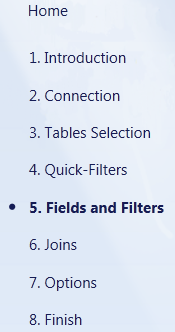 Home
1. Introduction
2. Connection
3. Tables Selection
4. Quick-Filters
• 5. Fields and Filters
6. Joins
7. Options
8. Finish